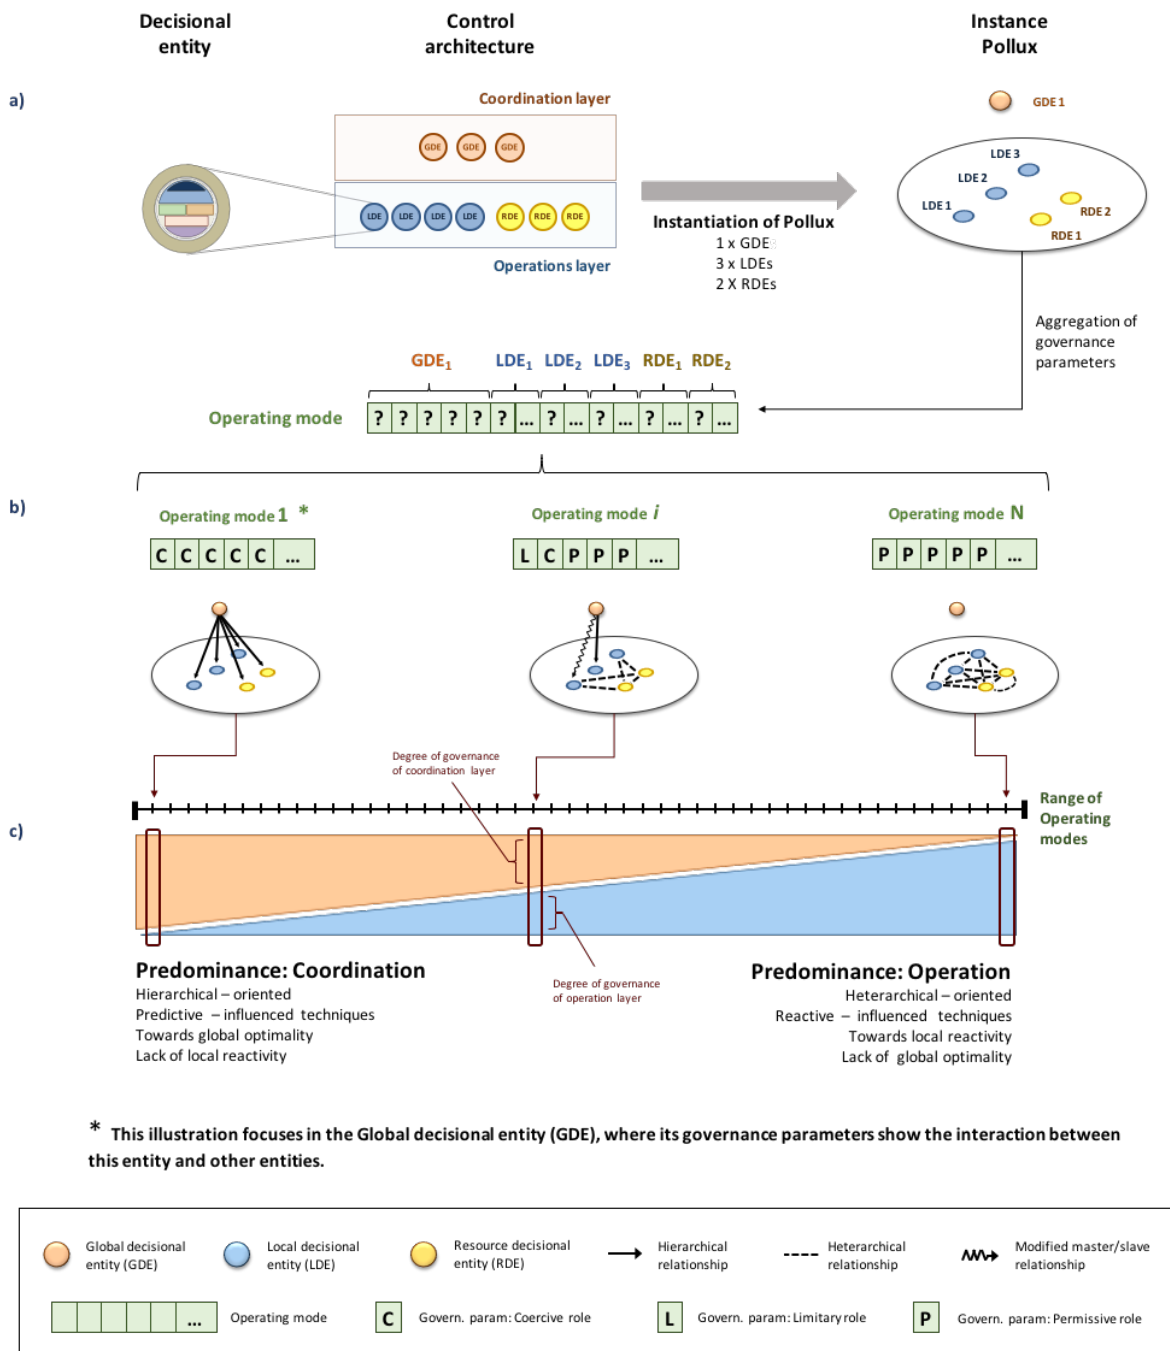 Decisional
entity
Control
architecture
Instance
Pollux
a)
Coordination layer
GDE GDE GDE
LDE LDE LDE LDE RDE RDE RDE
Operations layer
Instantiation of Pollux
1 x GDE
3 x LDEs
2 X RDEs
GDE 1
LDE 3
LDE 2
LDE 1
RDE 2
RDE 1
Aggregation of
governance
parameters
GDE1 LDE1 LDE2 LDE3 RDE1 RDE2
Operating mode ? ? ? ? ? ? ... ? ... ? ... ? ... ? ...
b)
Operating mode 1 *
C C C C C ...
Operating mode i
L C P P P ...
Operating mode N
P P P P P ...
Degree of governance
of coordination layer
Range of
Operating
modes
c)
Degree of governance
of operation layer
Predominance: Coordination
Hierarchical – oriented
Predictive – influenced techniques
Towards global optimality
Lack of local reactivity
Predominance: Operation
Heterarchical – oriented
Reactive – influenced techniques
Towards local reactivity
Lack of global optimality
* This illustration focuses in the Global decisional entity (GDE), where its governance parameters show the interaction between
this entity and other entities.
Global decisional
entity (GDE)
Local decisional
entity (LDE)
Resource decisional
entity (RDE)
Hierarchical
relationship
Heterarchical
relationship
Modified master/slave
relationship
... Operating mode
C Govern. param: Coercive role
L Govern. param: Limitary role
P Govern. param: Permissive role